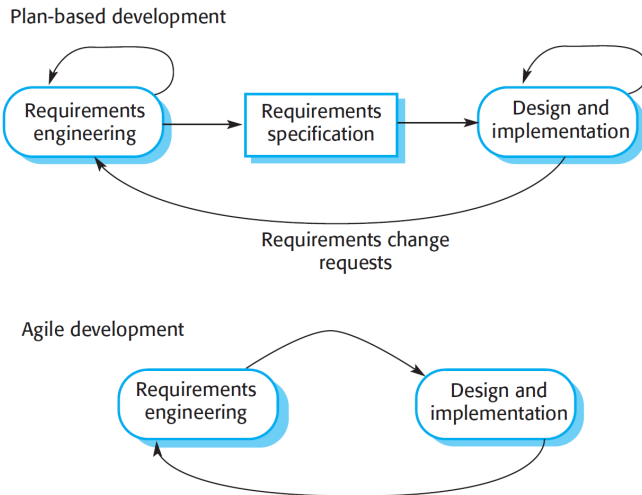 Plan-based development
Requirements
engineering
Requirements
specification
Design and
implementation
Requirements change
requests
Agile development
Requirements
engineering
Design and
implementation